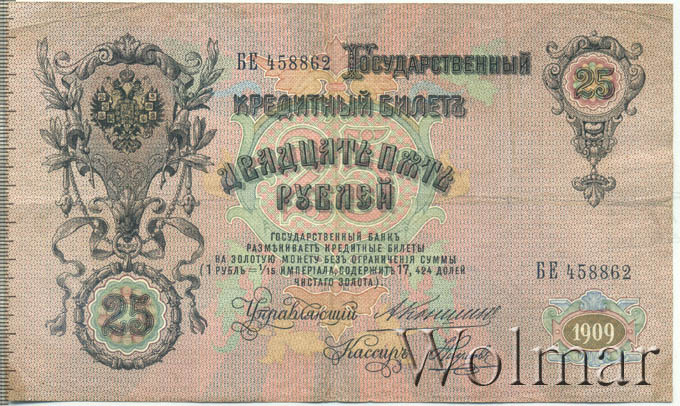 БЕ 458862 Государственный
25
кредитный билетъ
двадцать пять
рублей
Государственный банкъ
размѣниваетъ кредитные билеты
на золотую монету безъ ограниченія суммы
(1 рубль = 1/15 имперіала, содержитъ 17,424 долей
чистаго золота).
БЕ 458862
25
Управляющій
1909
Кассиръ
Wolmar